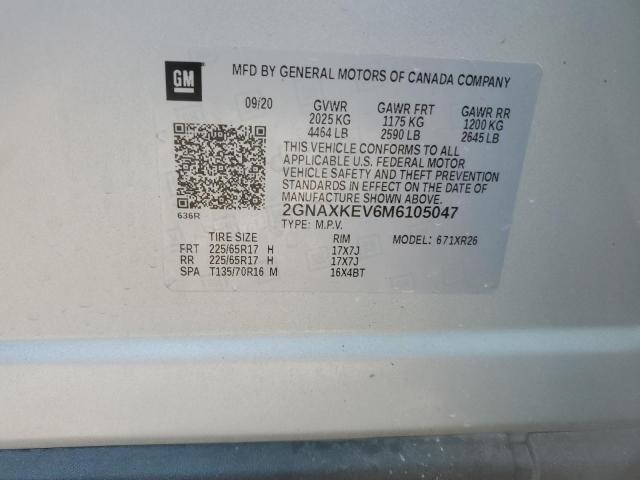 GM MFD BY GENERAL MOTORS OF CANADA COMPANY
09/20 GVWR GAWR FRT GAWR RR
2025 KG 1175 KG 1200 KG
4464 LB 2590 LB 2645 LB
THIS VEHICLE CONFORMS TO ALL
APPLICABLE U.S. FEDERAL MOTOR
VEHICLE SAFETY AND THEFT PREVENTION
STANDARDS IN EFFECT ON THE DATE OF
MANUFACTURE SHOWN ABOVE.
636R 2GNAXKEV6M6105047
TYPE: M.P.V. MODEL: 671XR26
TIRE SIZE RIM
FRT 225/65R17 H 17X7J
RR 225/65R17 H 17X7J
SPA T135/70R16 M 16X4BT